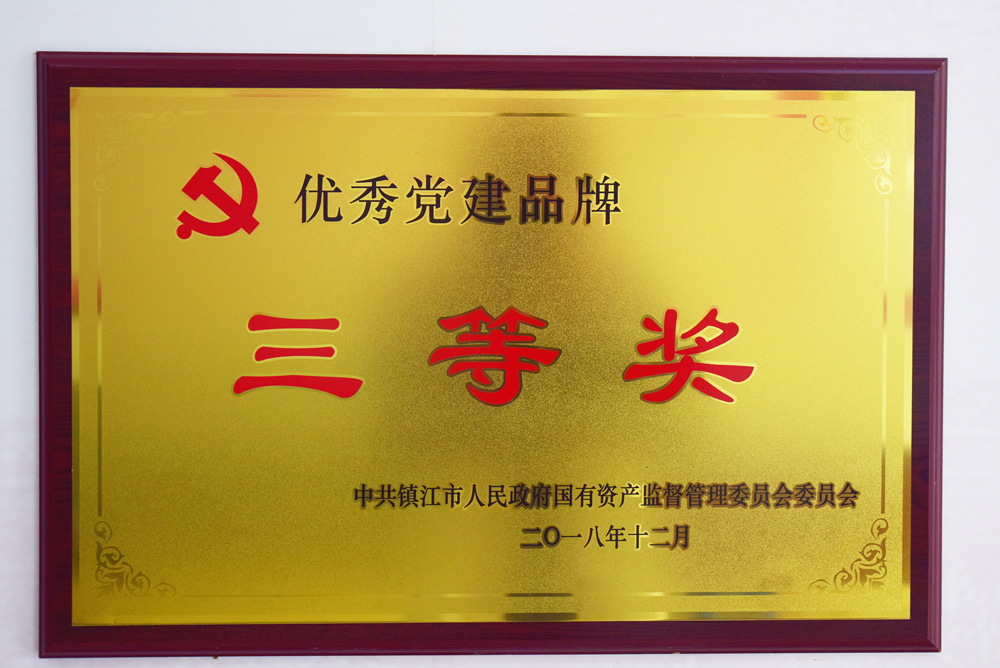 优秀党建品牌
三等奖
中共镇江市人民政府国有资产监督管理委员会委员会
二〇一八年十二月